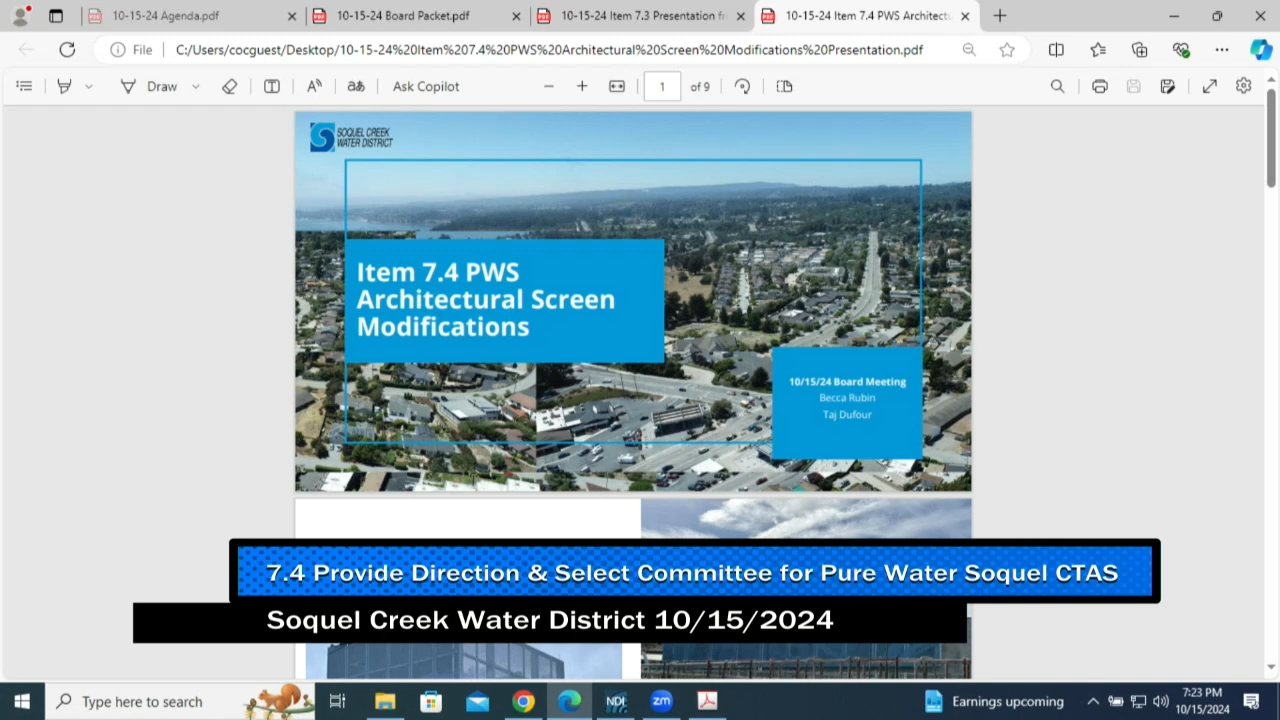 10-15-24 Agenda.pdf
10-15-24 Board Packet.pdf
10-15-24 Item 7.3 Presentation fr
10-15-24 Item 7.4 PWS Architectu
File
C:/Users/cocguest/Desktop/10-15-24%20Item%207.4%20PWS%20Architectural%20Screen%20Modifications%20Presentation.pdf
Draw
Ask Copilot
1 of 9
SOQUEL CREEK
WATER DISTRICT
Item 7.4 PWS
Architectural Screen
Modifications
10/15/24 Board Meeting
Becca Rubin
Taj Dufour
7.4 Provide Direction & Select Committee for Pure Water Soquel CTAS
Soquel Creek Water District 10/15/2024
Type here to search
NDI
zm
Earnings upcoming
7:23 PM
10/15/2024